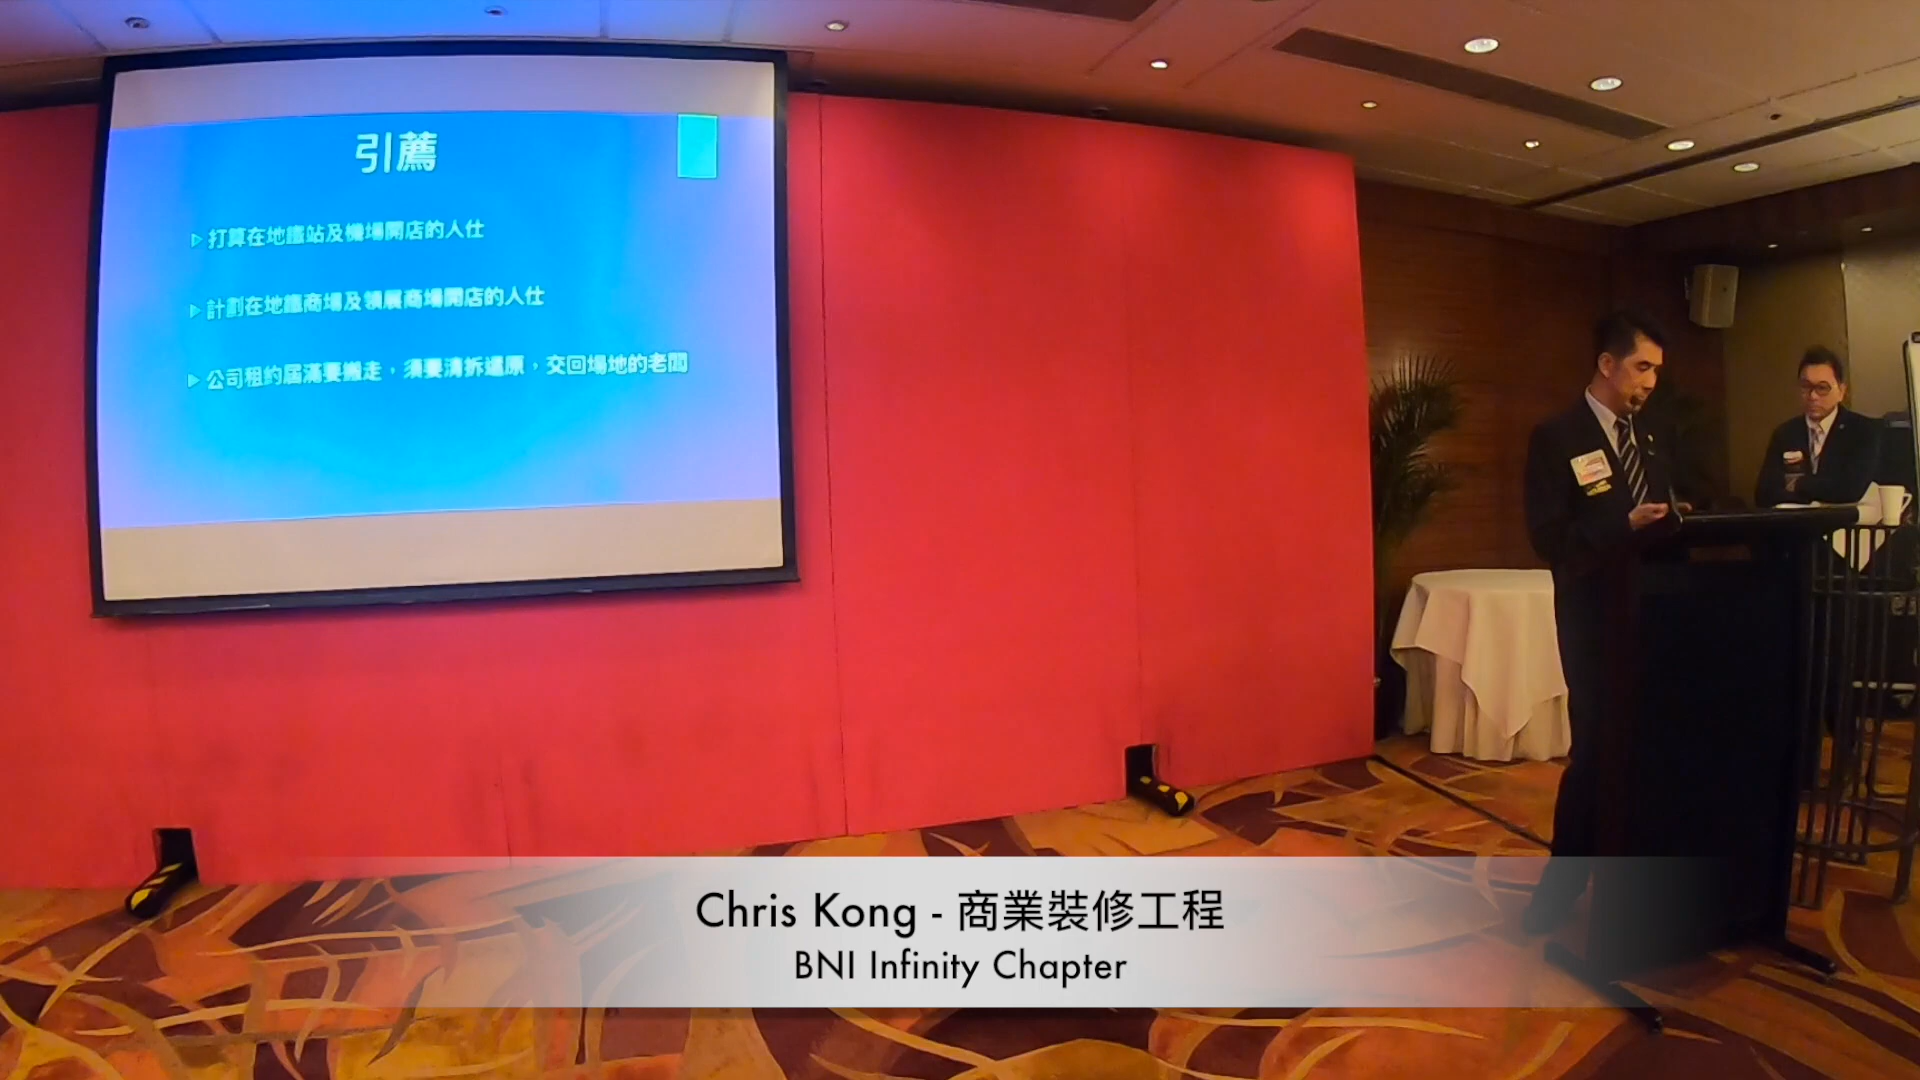 引薦
打算在地鐵站及機場開店的人仕
計劃在地鐵商場及領展商場開店的人仕
公司租約屆滿要搬走，須要清拆還原，交回場地的老闆
Chris Kong - 商業裝修工程
BNI Infinity Chapter